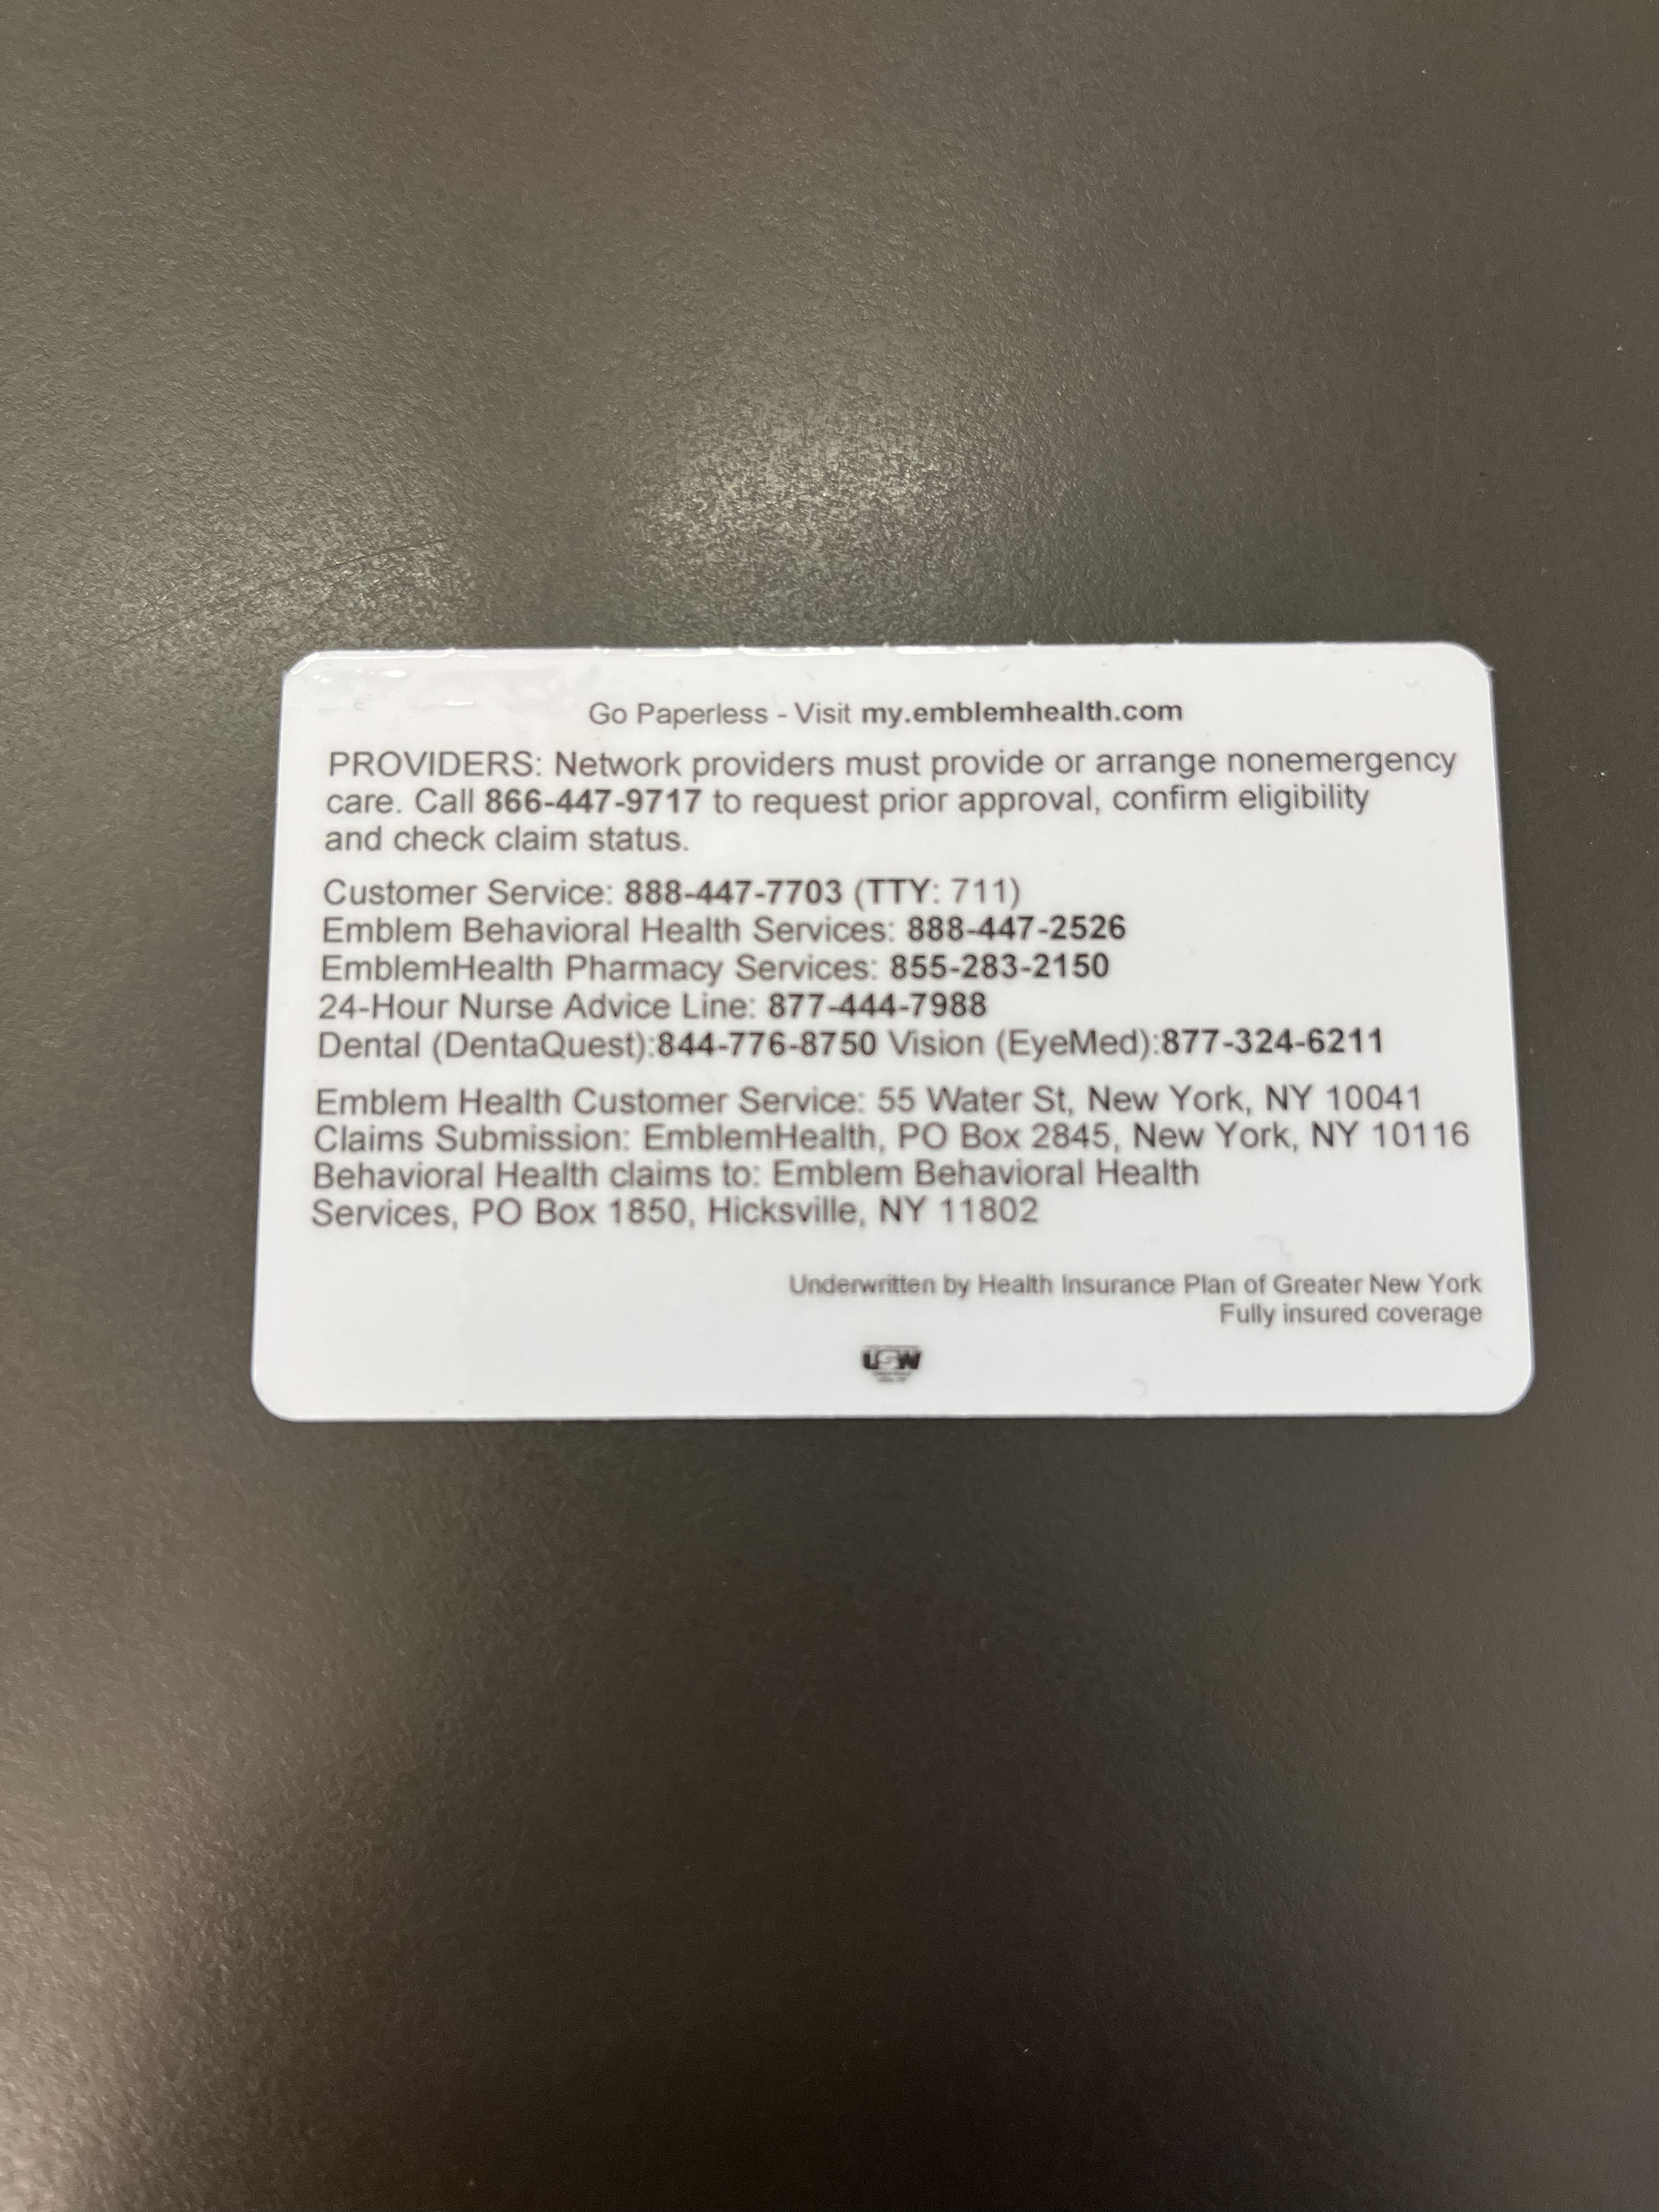 Go Paperless - Visit my.emblemhealth.com
PROVIDERS: Network providers must provide or arrange nonemergency
care. Call 866-447-9717 to request prior approval, confirm eligibility
and check claim status.
Customer Service: 888-447-7703 (TTY: 711)
Emblem Behavioral Health Services: 888-447-2526
EmblemHealth Pharmacy Services: 855-283-2150
24-Hour Nurse Advice Line: 877-444-7988
Dental (DentaQuest):844-776-8750 Vision (EyeMed):877-324-6211
Emblem Health Customer Service: 55 Water St, New York, NY 10041
Claims Submission: EmblemHealth, PO Box 2845, New York, NY 10116
Behavioral Health claims to: Emblem Behavioral Health
Services, PO Box 1850, Hicksville, NY 11802
Underwritten by Health Insurance Plan of Greater New York
Fully insured coverage